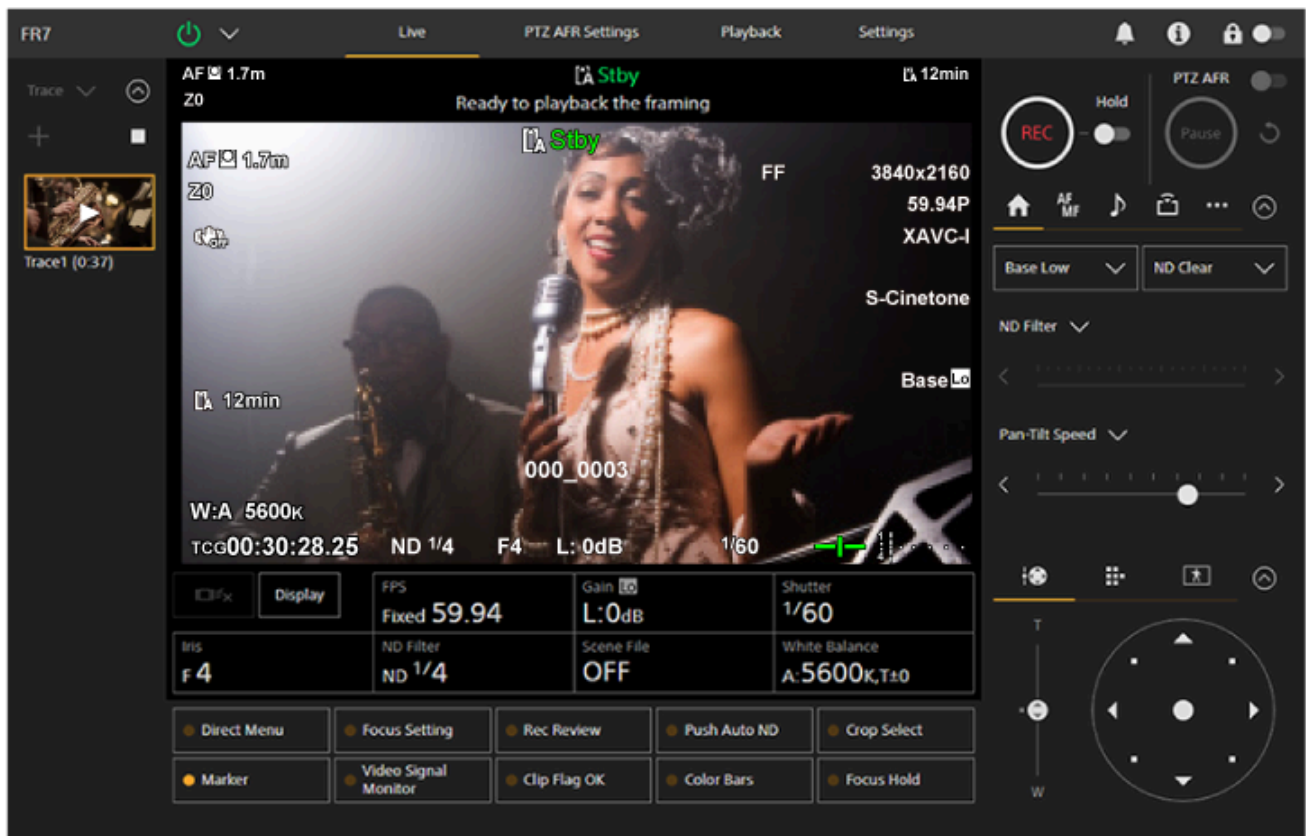 FR7
Live
PTZ AFR Settings
Playback
Settings
Trace
Trace1 (0:37)
AF 1.7m
A Stby
A 12min
Z0
Ready to playback the framing
A Stby
AF 1.7m
FF
3840x2160
Z0
59.94P
OFF
XAVC-I
S-Cinetone
Base Lo
A 12min
000_0003
W:A 5600K
TCG00:30:28.25 ND 1/4 F4 L: 0dB 1/60
Display
FPS
Fixed 59.94
Gain Lo
L:0dB
Shutter
1/60
Iris
F 4
ND Filter
ND 1/4
Scene File
OFF
White Balance
A:5600K,T±0
Direct Menu
Focus Setting
Rec Review
Push Auto ND
Crop Select
Marker
Video Signal
Monitor
Clip Flag OK
Color Bars
Focus Hold
REC
Hold
PTZ AFR
Pause
AF
MF
Base Low
ND Clear
ND Filter
Pan-Tilt Speed
T
W